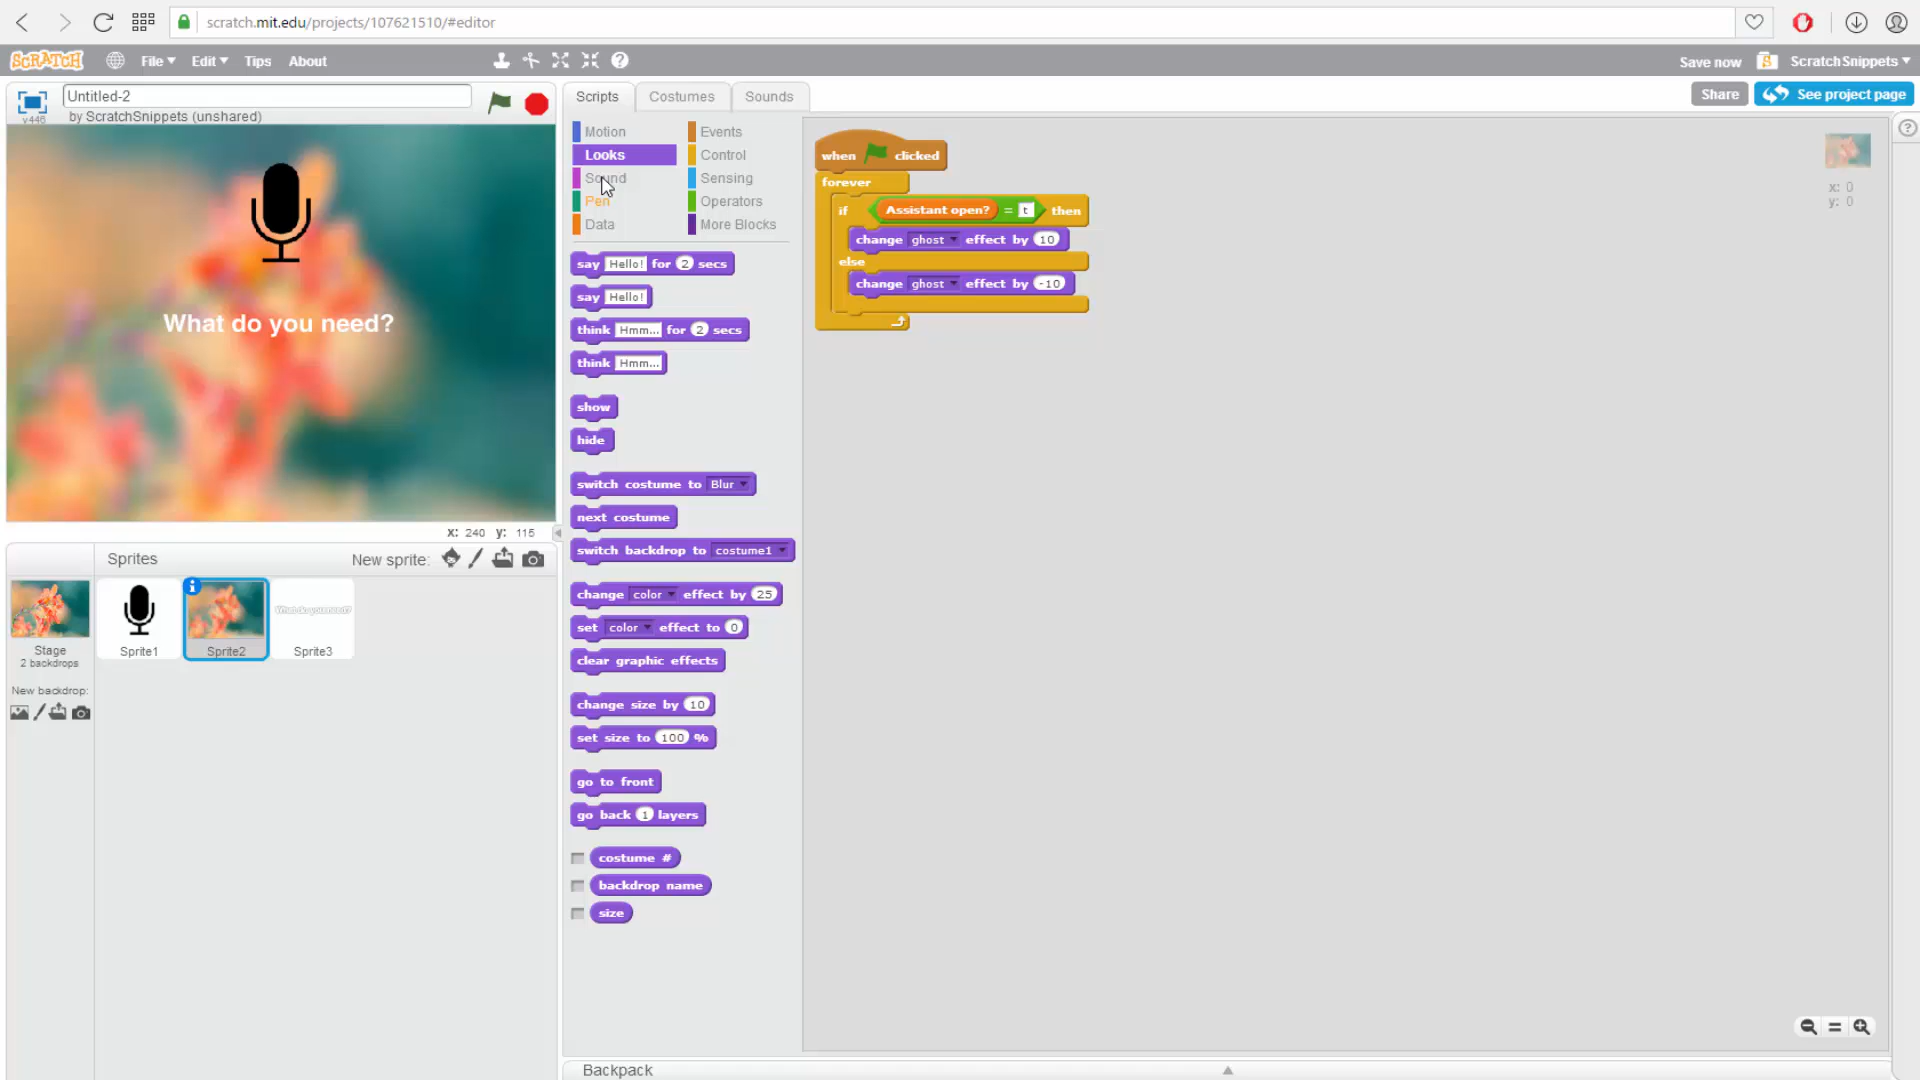 scratch.mit.edu/projects/107621510/#editor
SCRATCH File Edit Tips About Save now ScratchSnippets
Untitled-2
by ScratchSnippets (unshared)
v446
Scripts Costumes Sounds Share See project page
Motion Events
Looks Control
Sound Sensing
Pen Operators
Data More Blocks
What do you need?
x: 240 y: 115
Sprites New sprite:
Stage
2 backdrops
New backdrop:
Sprite1 Sprite2 Sprite3
What do you need?
say Hello! for 2 secs
say Hello!
think Hmm... for 2 secs
think Hmm...
show
hide
switch costume to Blur
next costume
switch backdrop to costume1
change color effect by 25
set color effect to 0
clear graphic effects
change size by 10
set size to 100 %
go to front
go back 1 layers
costume #
backdrop name
size
when clicked
forever
if Assistant open? = t then
change ghost effect by 10
else
change ghost effect by -10
x: 0
y: 0
Backpack